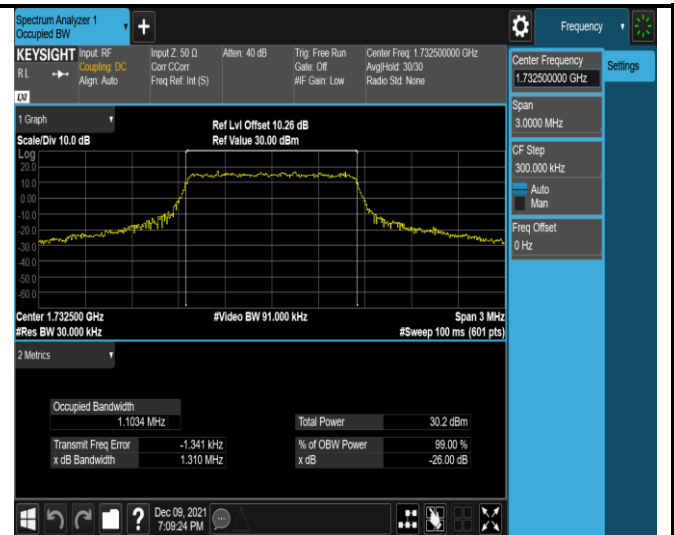 Spectrum Analyzer 1
Occupied BW
+
Frequency
KEYSIGHT
R L
LXI
Input: RF
Coupling: DC
Align: Auto
Input Z: 50 Ω
Corr CCorr
Freq Ref: Int (S)
Atten: 40 dB
Trig: Free Run
Gate: Off
#IF Gain: Low
Center Freq: 1.732500000 GHz
Avg|Hold: 30/30
Radio Std: None
Center Frequency
1.732500000 GHz
Settings
Span
3.0000 MHz
CF Step
300.000 kHz
Auto
Man
Freq Offset
0 Hz
1 Graph
Scale/Div 10.0 dB
Ref Lvl Offset 10.26 dB
Ref Value 30.00 dBm
Log
20.0
10.0
0.00
-10.0
-20.0
-30.0
-40.0
-50.0
-60.0
Center 1.732500 GHz
#Video BW 91.000 kHz
Span 3 MHz
#Res BW 30.000 kHz
#Sweep 100 ms (601 pts)
2 Metrics
Occupied Bandwidth
1.1034 MHz
Total Power 30.2 dBm
Transmit Freq Error -1.341 kHz
% of OBW Power 99.00 %
x dB Bandwidth 1.310 MHz
x dB -26.00 dB
?
Dec 09, 2021
7:09:24 PM